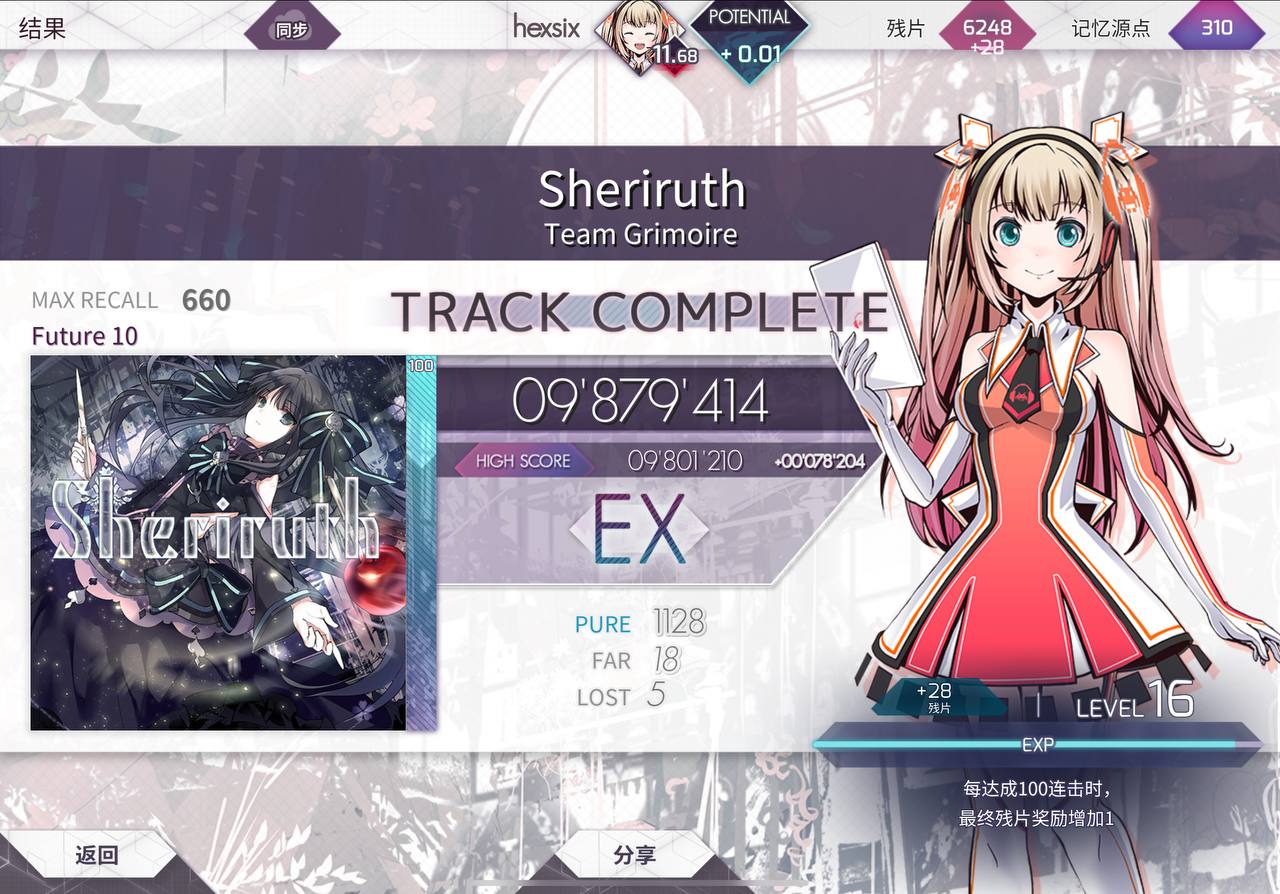 结果
同步
hexsix
11.68
POTENTIAL
+ 0.01
残片
6248
+28
记忆源点
310
Sheriruth
Team Grimoire
MAX RECALL 660
Future 10
TRACK COMPLETE
100
Sheriruth
09'879'414
HIGH SCORE 09'801'210 +00'078'204
EX
PURE 1128
FAR 18
LOST 5
+28
残片
LEVEL 16
EXP
每达成100连击时，
最终残片奖励增加1
返回
分享